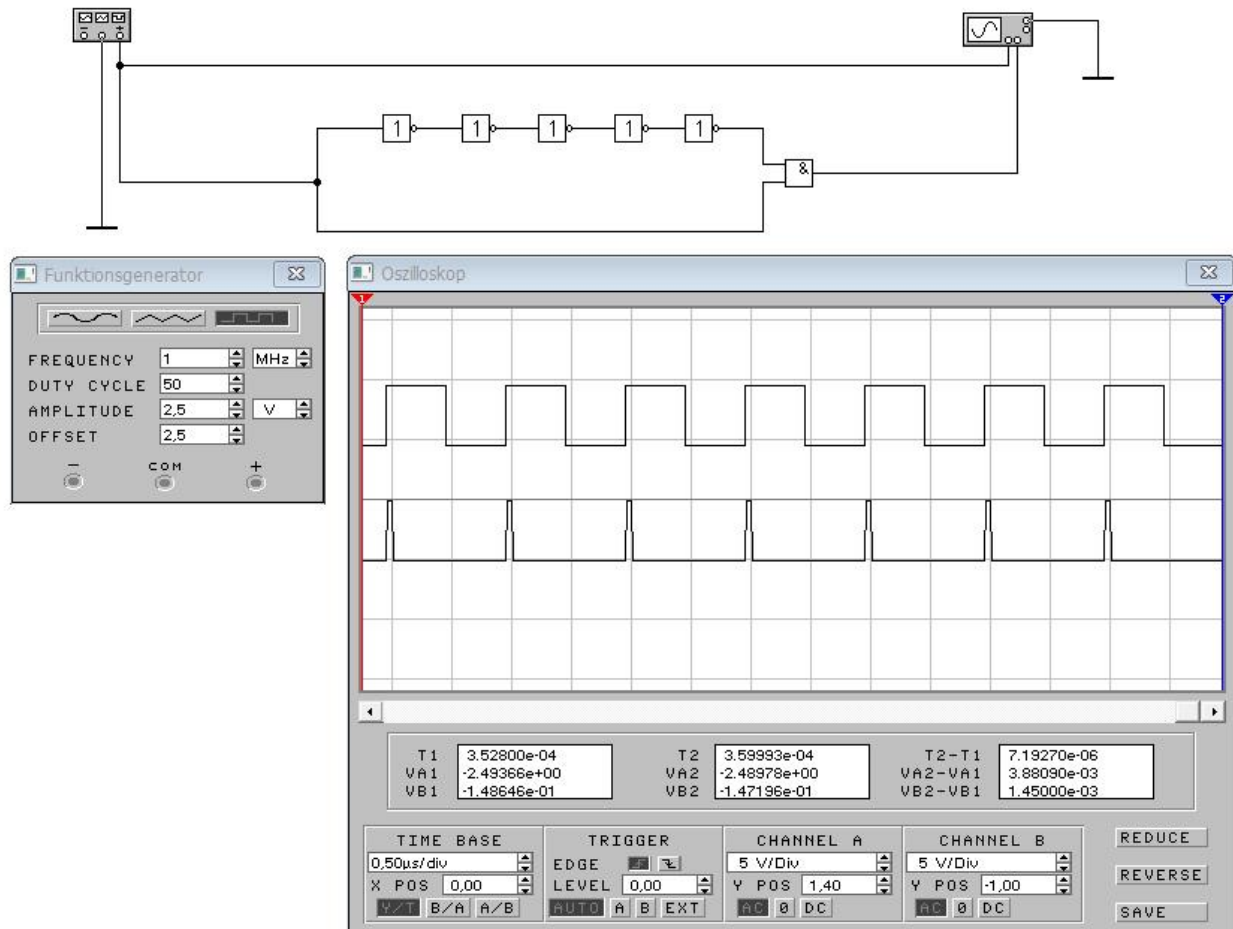 1 1 1 1 1
&
Funktionsgenerator
FREQUENCY 1 MHz
DUTY CYCLE 50
AMPLITUDE 2,5 V
OFFSET 2,5
− COM +
Oszilloskop
1 2
T1 3.52800e-04 T2 3.59993e-04 T2-T1 7.19270e-06
VA1 -2.49366e+00 VA2 -2.48978e+00 VA2-VA1 3.88090e-03
VB1 -1.48646e-01 VB2 -1.47196e-01 VB2-VB1 1.45000e-03
TIME BASE TRIGGER CHANNEL A CHANNEL B REDUCE
0,50µs/div EDGE 5 V/Div 5 V/Div
X POS 0,00 LEVEL 0,00 Y POS 1,40 Y POS -1,00 REVERSE
Y/T B/A A/B AUTO A B EXT AC 0 DC AC 0 DC SAVE